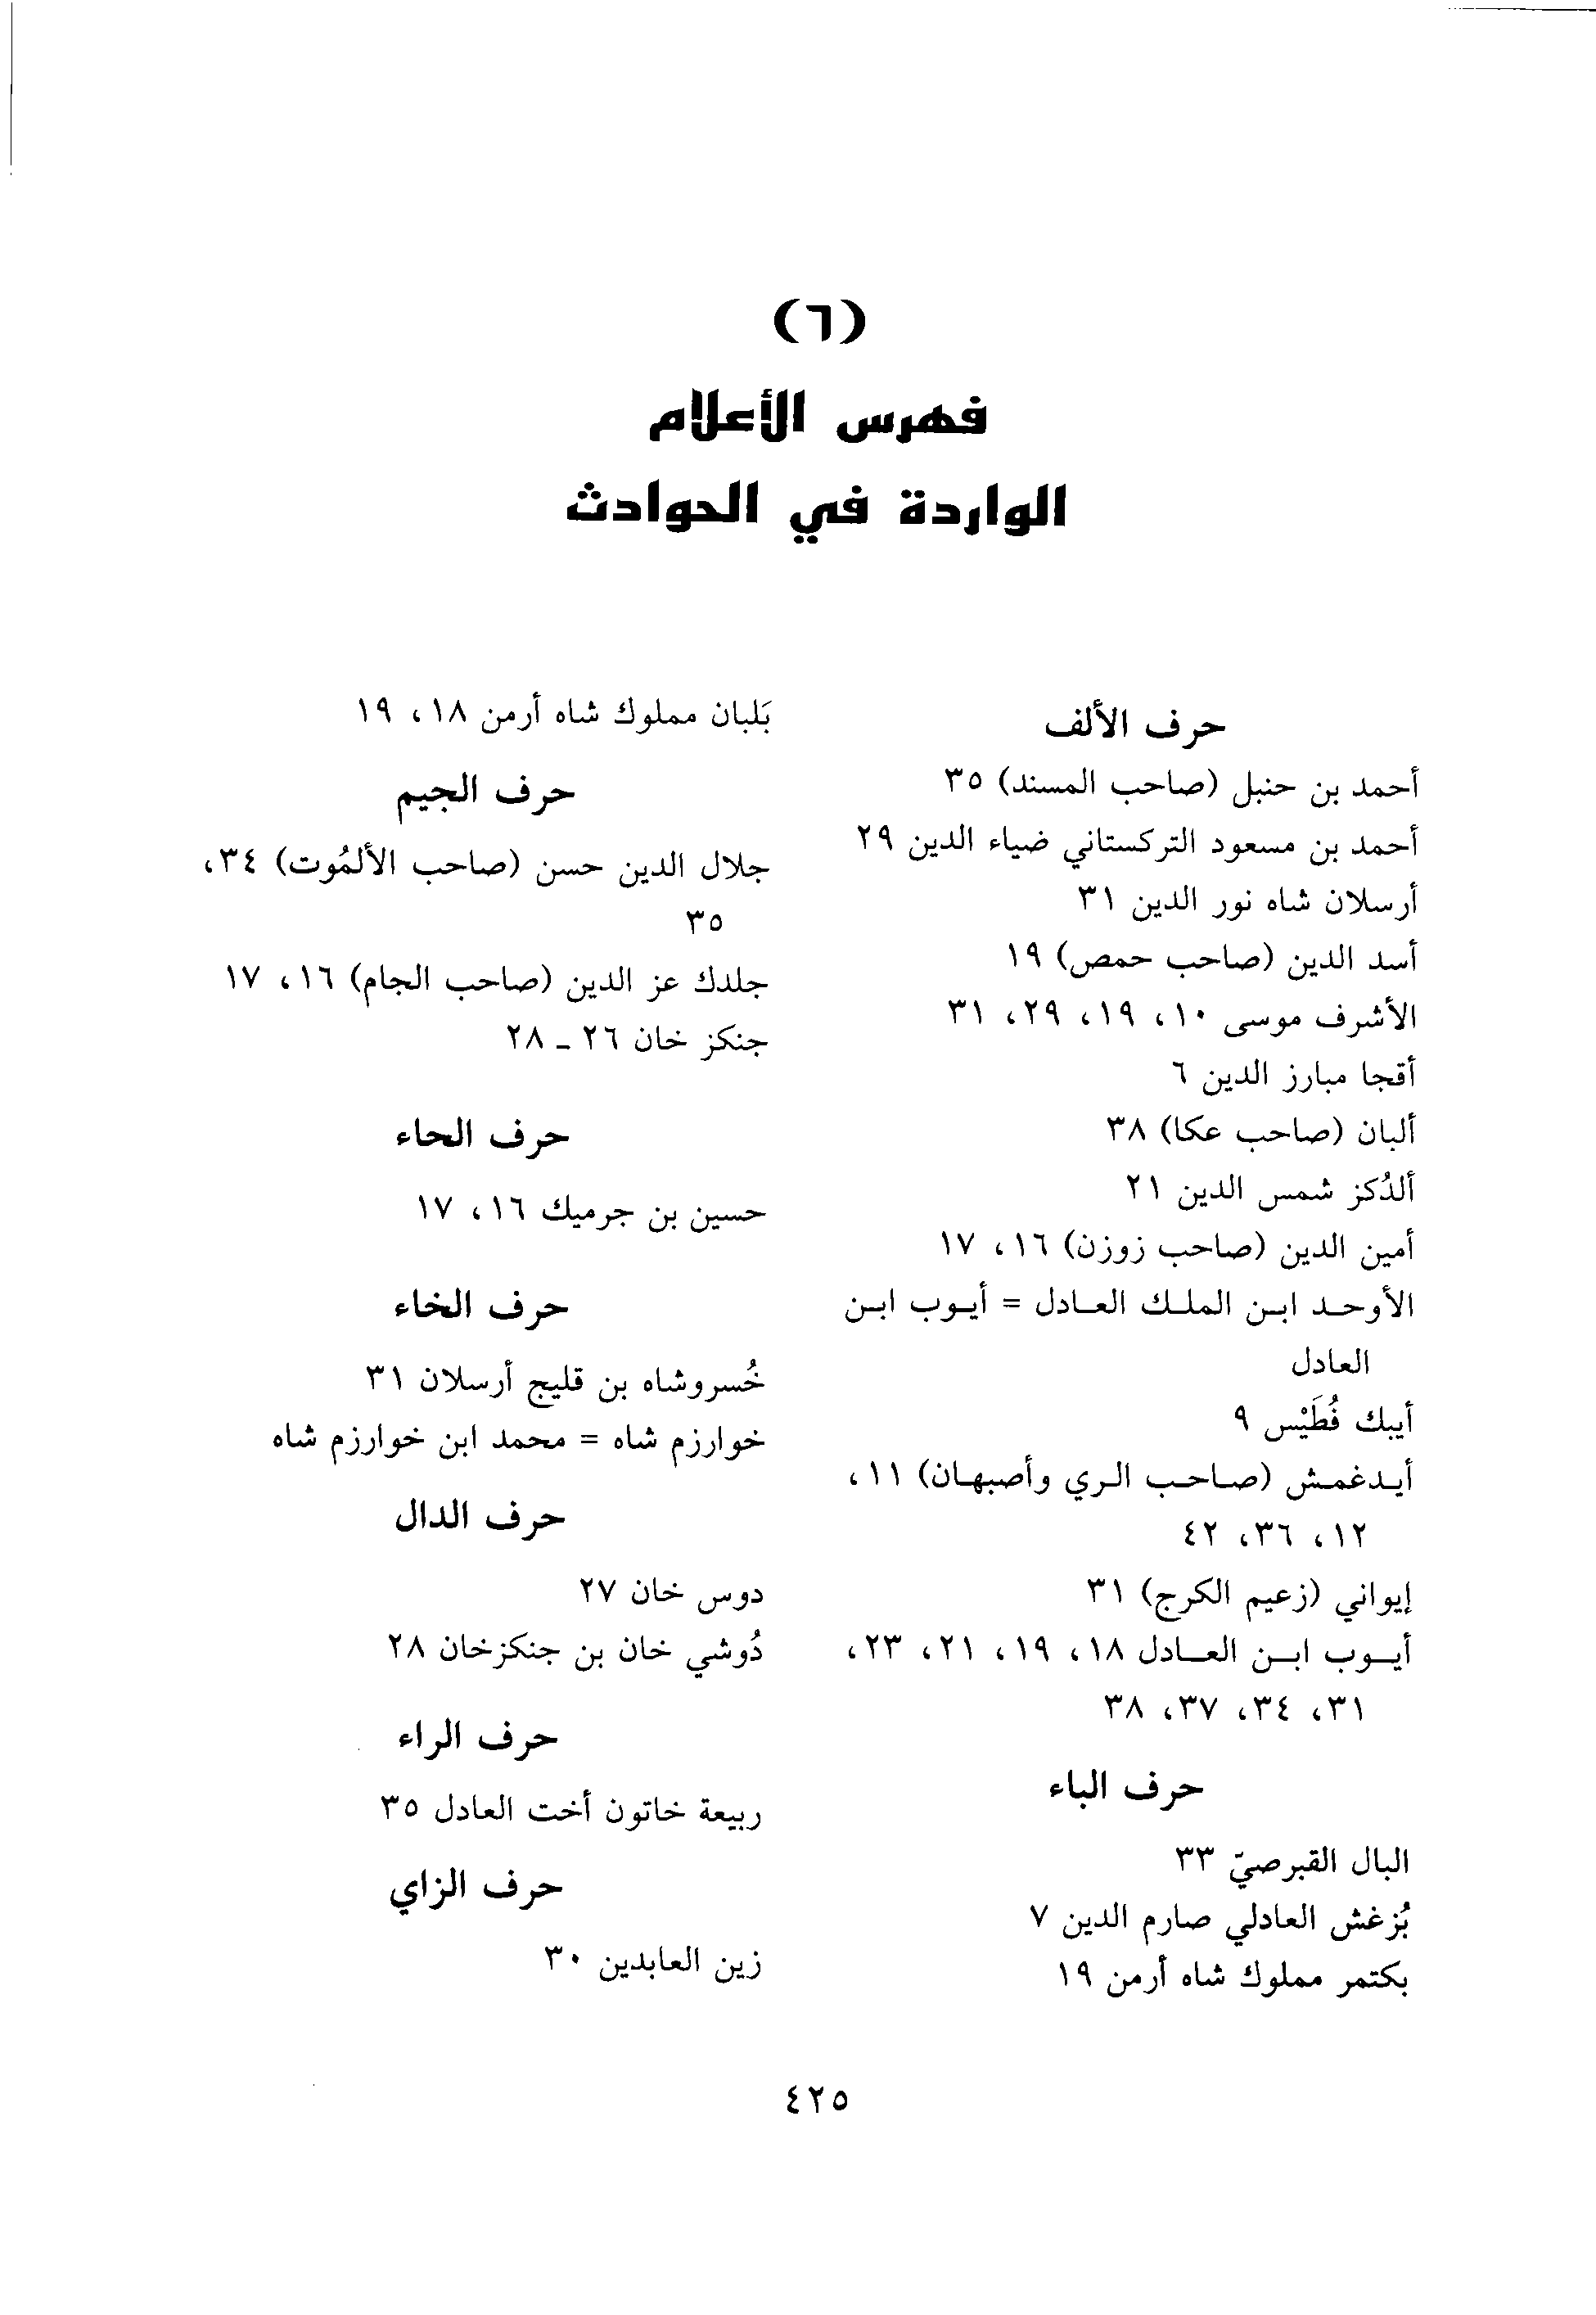 (٦)
فهرس الأعلام
الواردة في الحوادث
حرف الألف
أحمد بن حنبل (صاحب المسند) ٣٥
أحمد بن مسعود التركستاني ضياء الدين ٢٩
أرسلان شاه نور الدين ٣١
أسد الدين (صاحب حمص) ١٩
الأشرف موسى ١٠، ١٩، ٢٩، ٣١
أقجا مبارز الدين ٦
ألبان (صاحب عكا) ٣٨
ألدُكز شمس الدين ٢١
أمين الدين (صاحب زوزن) ١٦، ١٧
الأوحد ابن الملك العادل = أيوب ابن
العادل
أيبك فُطَيْس ٩
أيدغمش (صاحب الري وأصبهان) ١١،
١٢، ٣٦، ٤٢
إيواني (زعيم الكرج) ٣١
أيوب ابن العادل ١٨، ١٩، ٢١، ٢٣،
٣١، ٣٤، ٣٧، ٣٨
حرف الباء
البال القبرصيّ ٣٣
بُزغش العادلي صارم الدين ٧
بكتمر مملوك شاه أرمن ١٩
بَلبان مملوك شاه أرمن ١٨، ١٩
حرف الجيم
جلال الدين حسن (صاحب الألمُوت) ٣٤،
٣٥
جلدك عز الدين (صاحب الجام) ١٦، ١٧
جنكز خان ٢٦ - ٢٨
حرف الحاء
حسين بن جرميك ١٦، ١٧
حرف الخاء
خُسروشاه بن قليج أرسلان ٣١
خوارزم شاه = محمد ابن خوارزم شاه
حرف الدال
دوس خان ٢٧
دُوشي خان بن جنكزخان ٢٨
حرف الراء
ربيعة خاتون أخت العادل ٣٥
حرف الزاي
زين العابدين ٣٠
٤٢٥